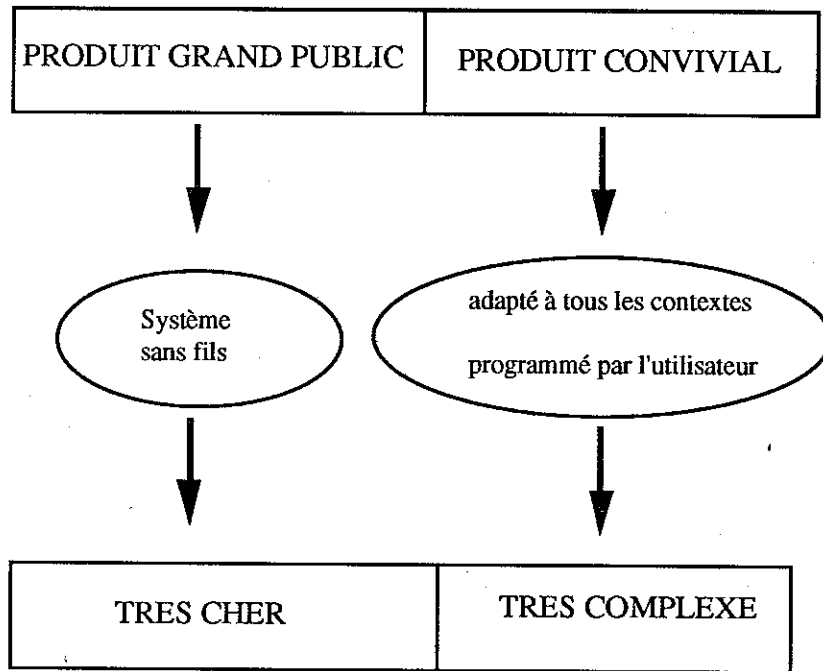 PRODUIT GRAND PUBLIC
PRODUIT CONVIVIAL
Système
sans fils
adapté à tous les contextes
programmé par l'utilisateur
TRES CHER
TRES COMPLEXE